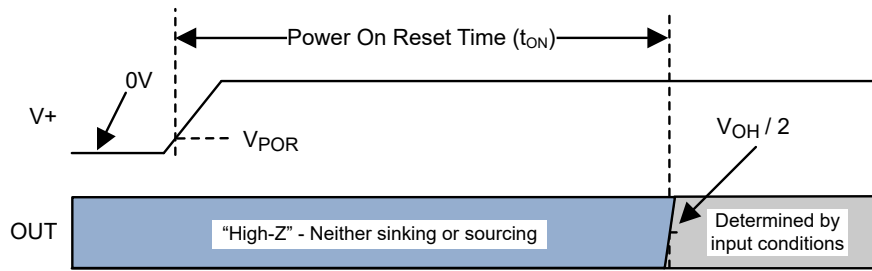 Power On Reset Time (tON)
0V
V+
VPOR
VOH / 2
OUT
“High-Z” - Neither sinking or sourcing
Determined by
input conditions